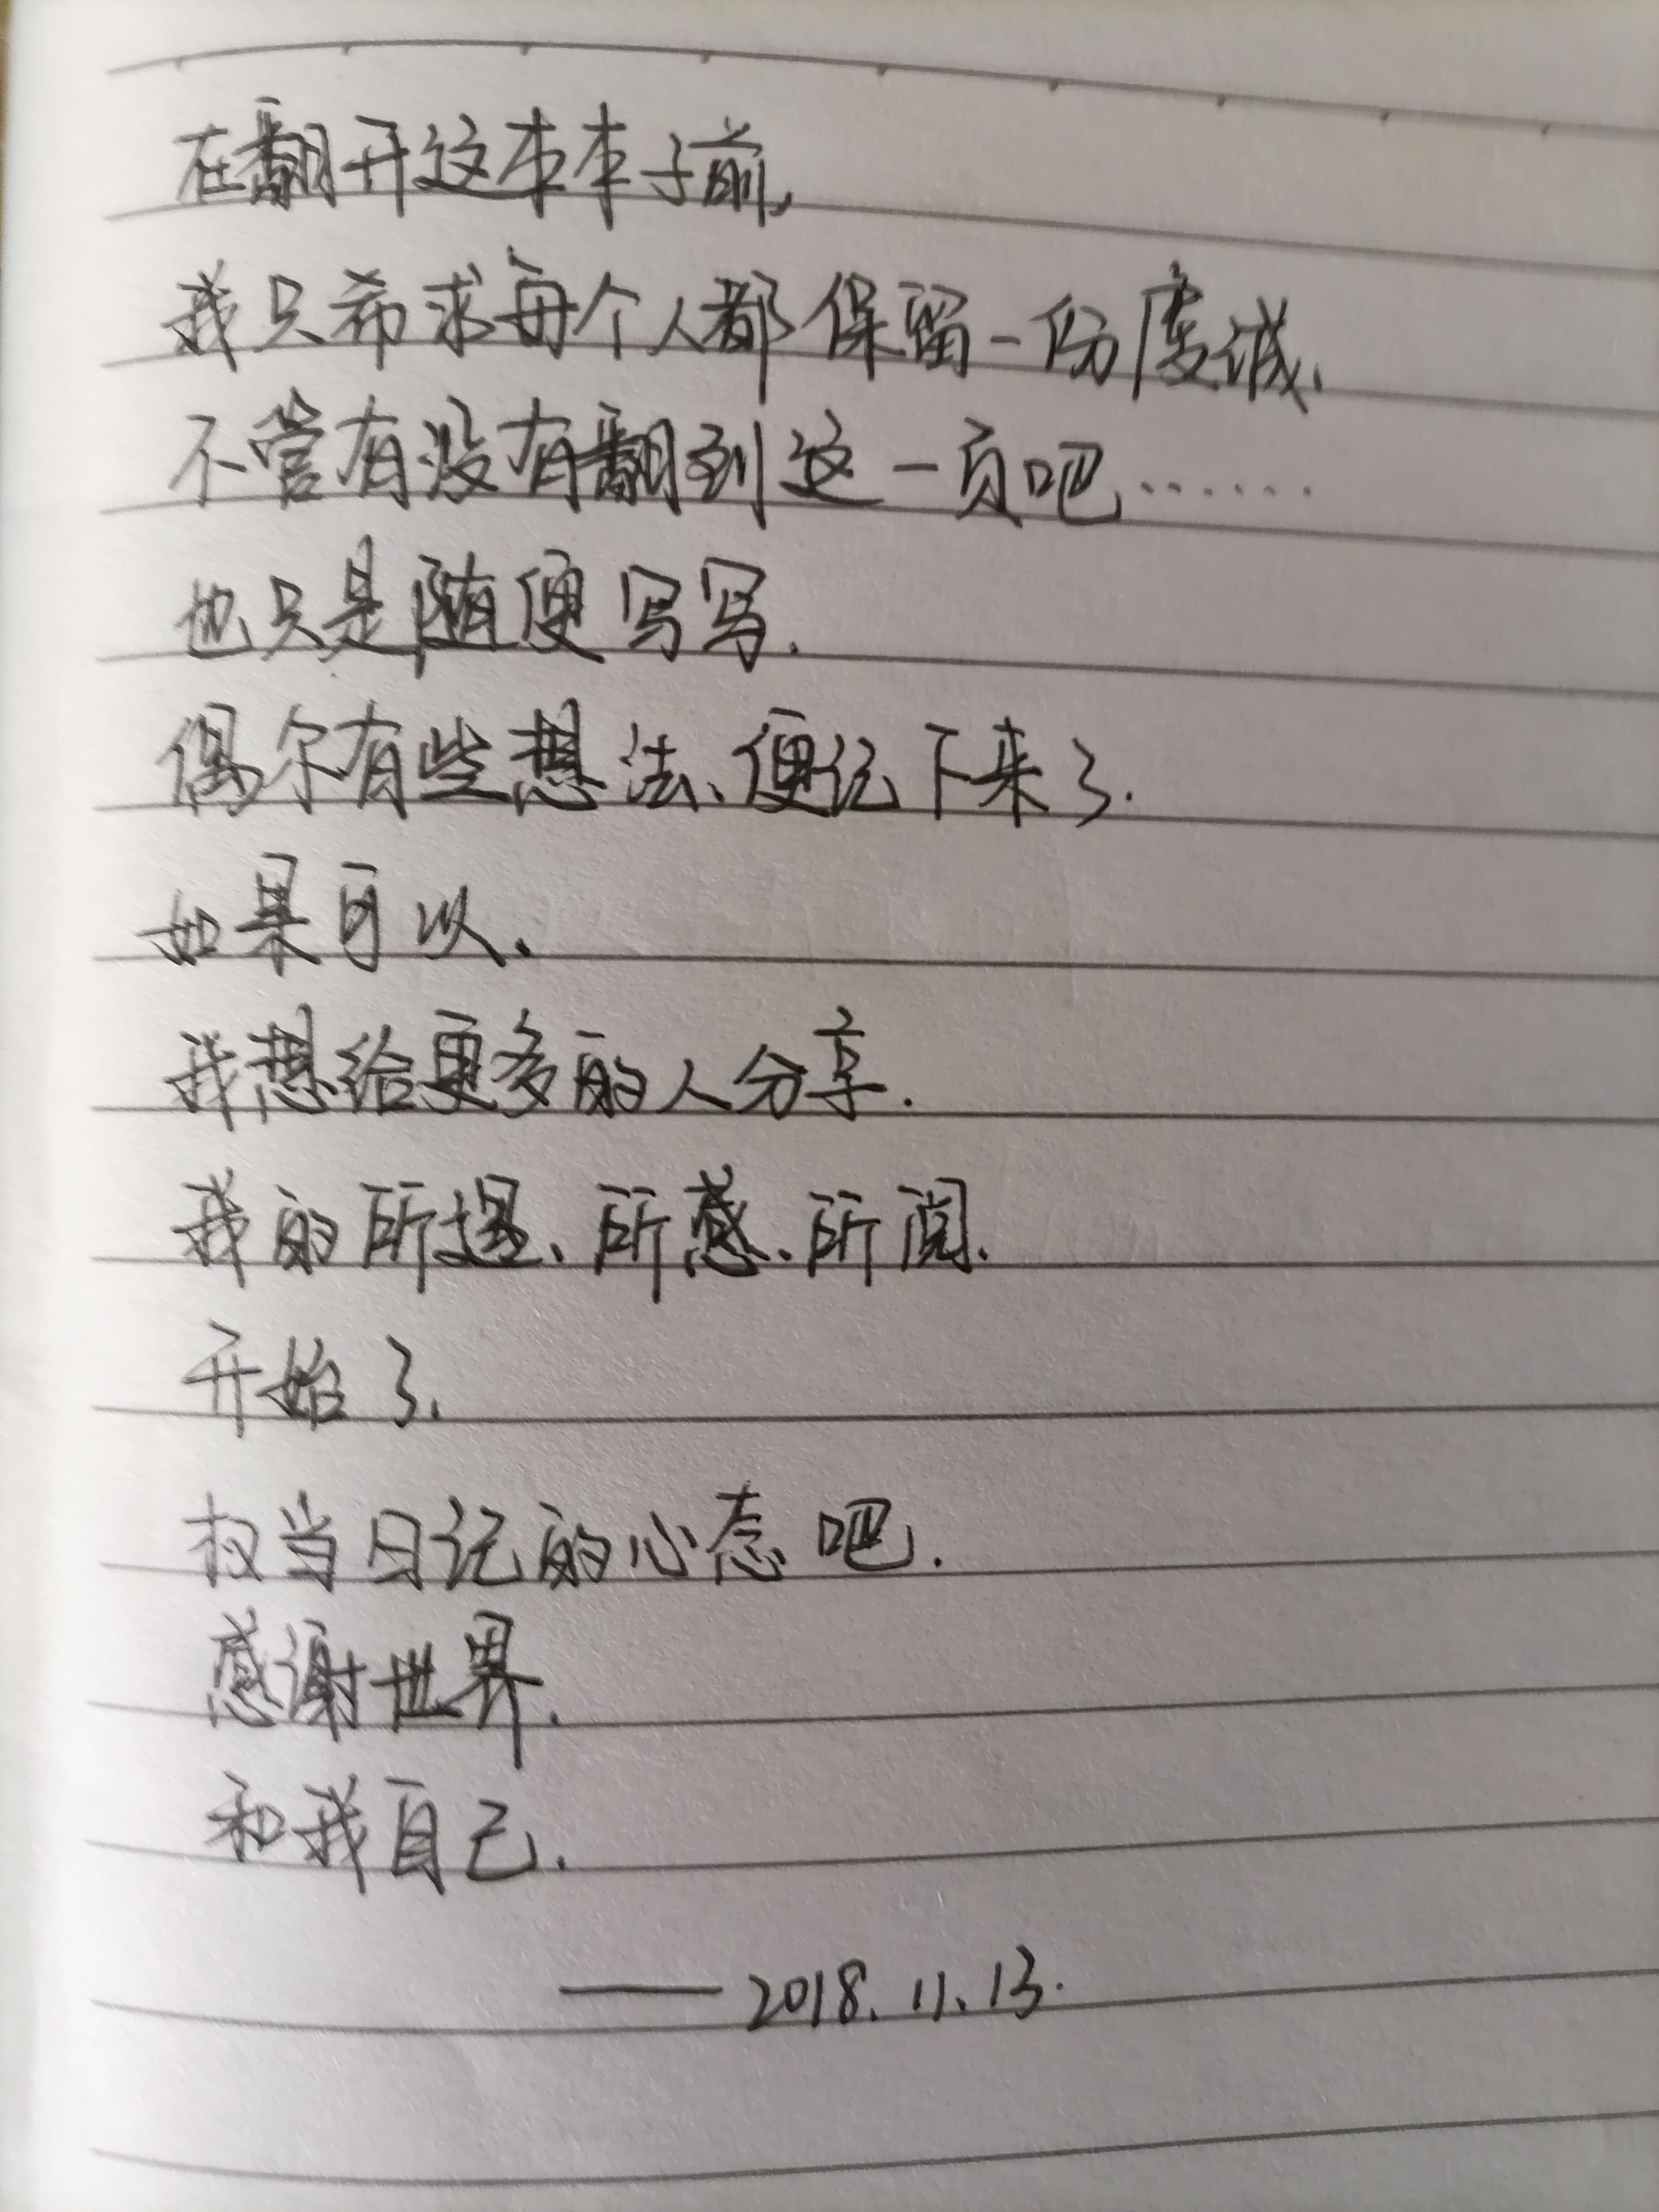 在翻开这本本子前,
我只希求每个人都保留一份虔诚、
不管有没有翻到这一页吧……
也只是随便写写.
偶尔有些想法、便记下来了.
如果可以、
我想给更多的人分享.
我的所遇、所感、所阅.
开始了.
权当日记的心态吧.
感谢世界.
和我自己.
——2018.11.13.